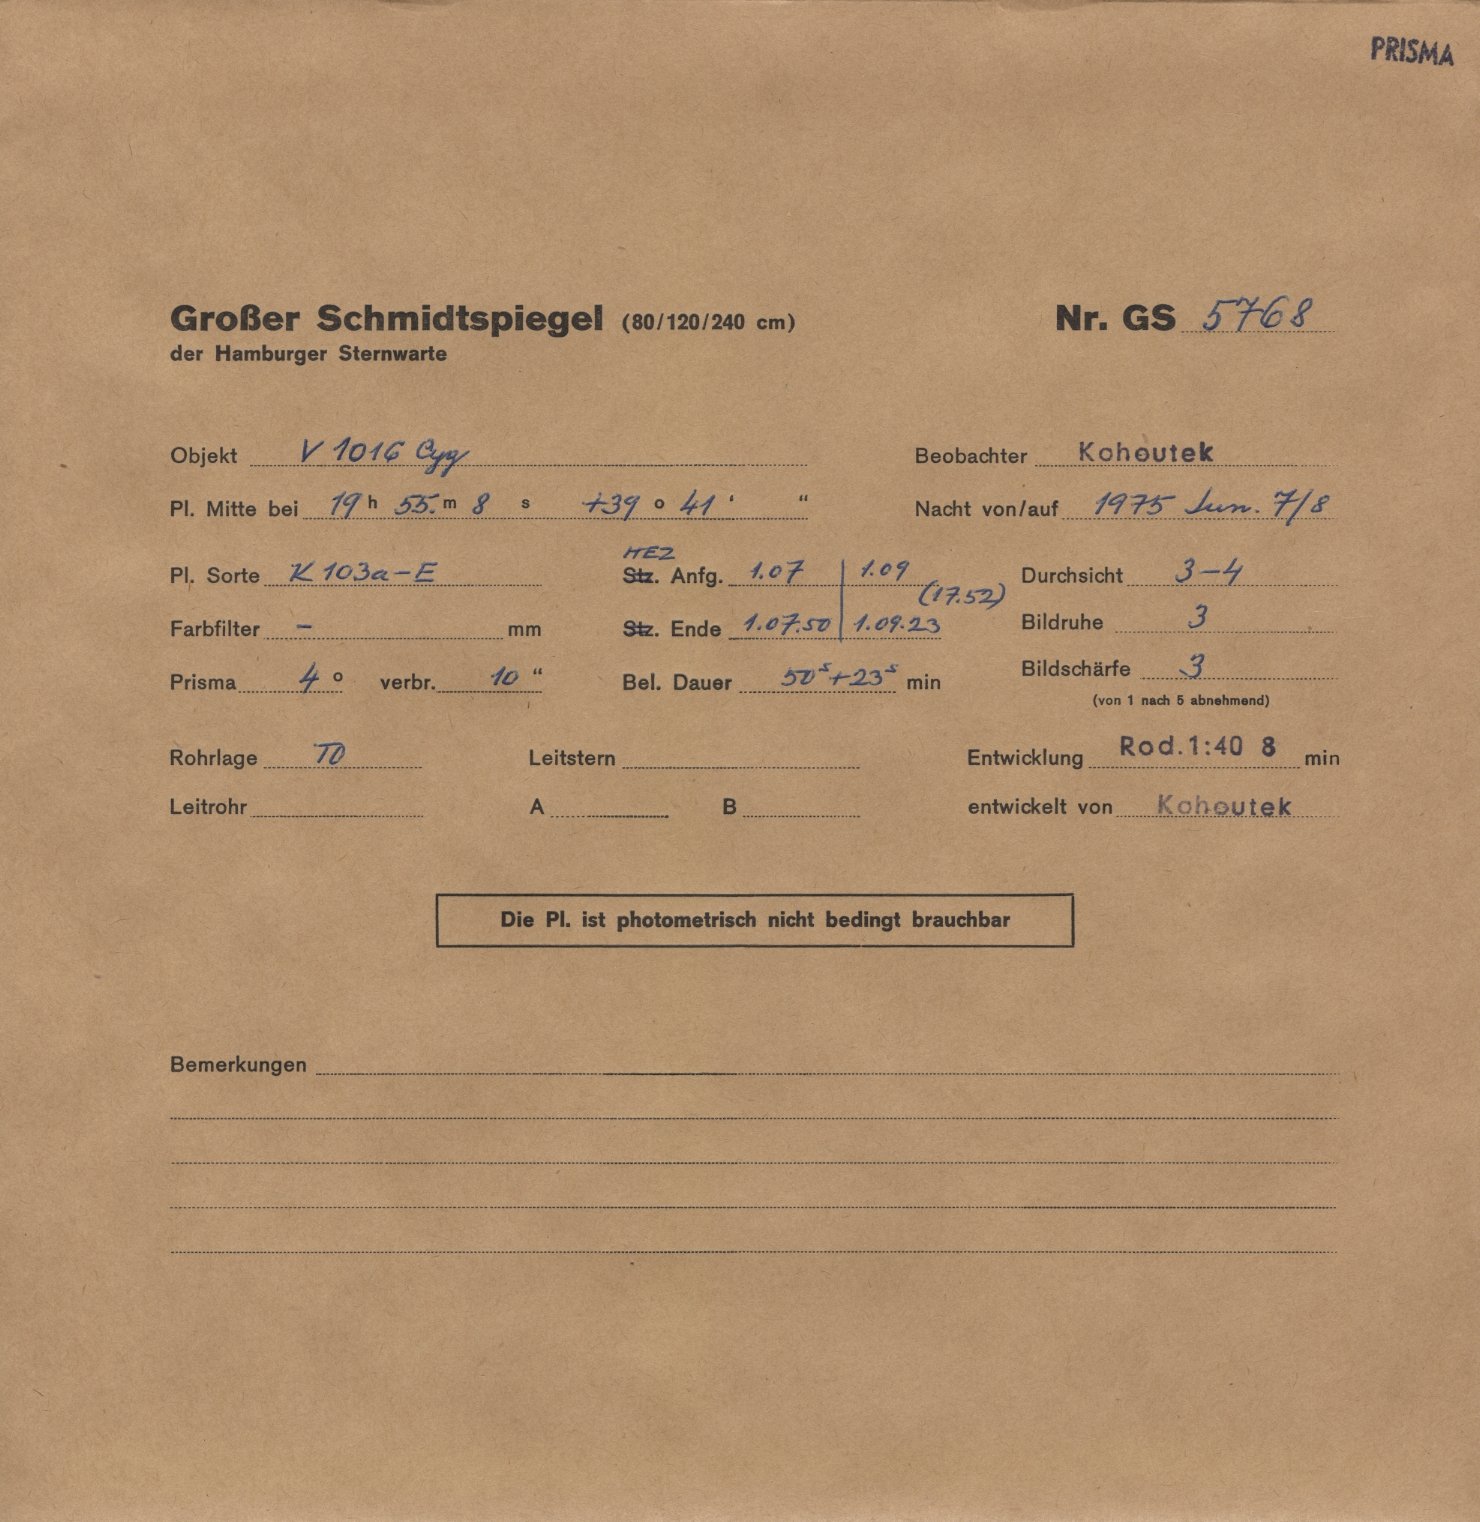 PRISMA
Großer Schmidtspiegel (80/120/240 cm) Nr. GS 5768
der Hamburger Sternwarte
Objekt V 1016 Cyg Beobachter Kohoutek
Pl. Mitte bei 19 h 55. m 8 s +39 o 41 ' " Nacht von/auf 1975 Jun. 7/8
MEZ
Pl. Sorte K 103a-E Stz. Anfg. 1.07 | 1.09 Durchsicht 3-4
(17.52)
Farbfilter - mm Stz. Ende 1.07.50 | 1.09.23 Bildruhe 3
Prisma 4 o verbr. 10 " Bel. Dauer 50s+23s min Bildschärfe 3
(von 1 nach 5 abnehmend)
Rohrlage TO Leitstern Entwicklung Rod.1:40 8 min
Leitrohr A B entwickelt von Kohoutek
Die Pl. ist photometrisch nicht bedingt brauchbar
Bemerkungen